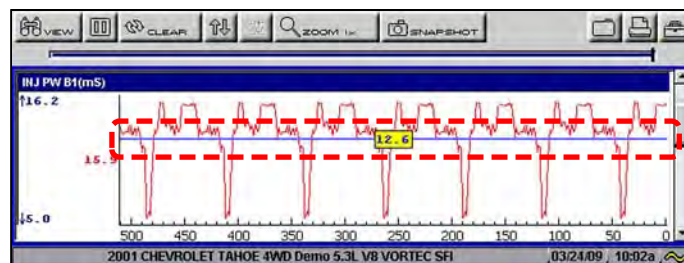 VIEW CLEAR ZOOM 1x SNAPSHOT
INJ PW B1(mS)
↑16.2
12.6
15.9
↓5.0
500 450 400 350 300 250 200 150 100 50 0
2001 CHEVROLET TAHOE 4WD Demo 5.3L V8 VORTEC SFI 03/24/09 10:02a